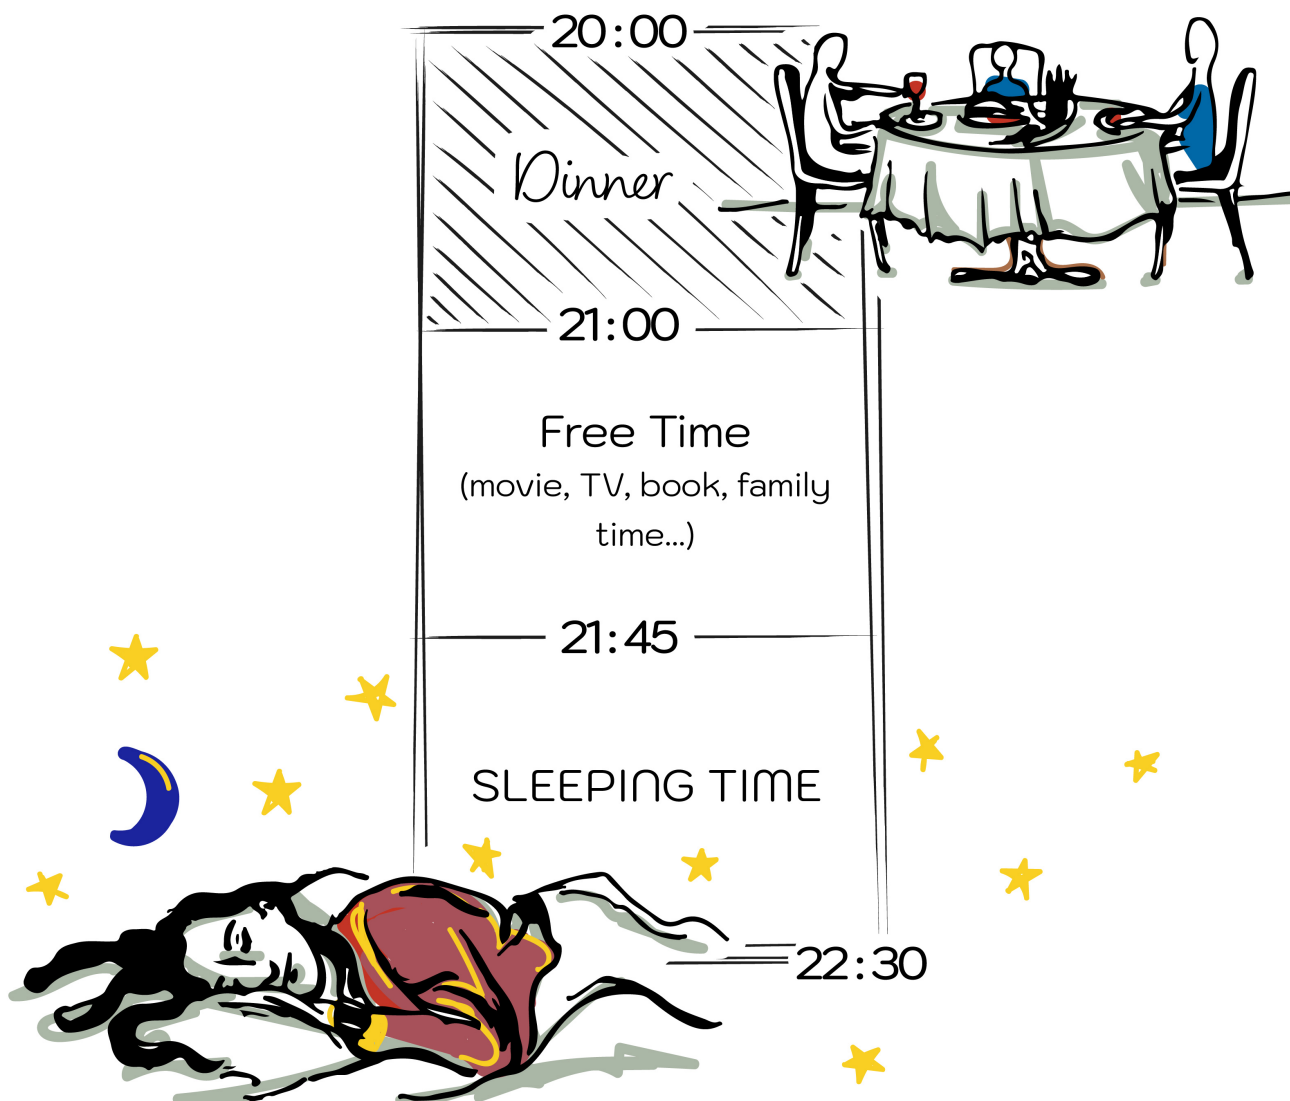 20:00
Dinner
21:00
Free Time
(movie, TV, book, family
time...)
21:45
SLEEPING TIME
22:30